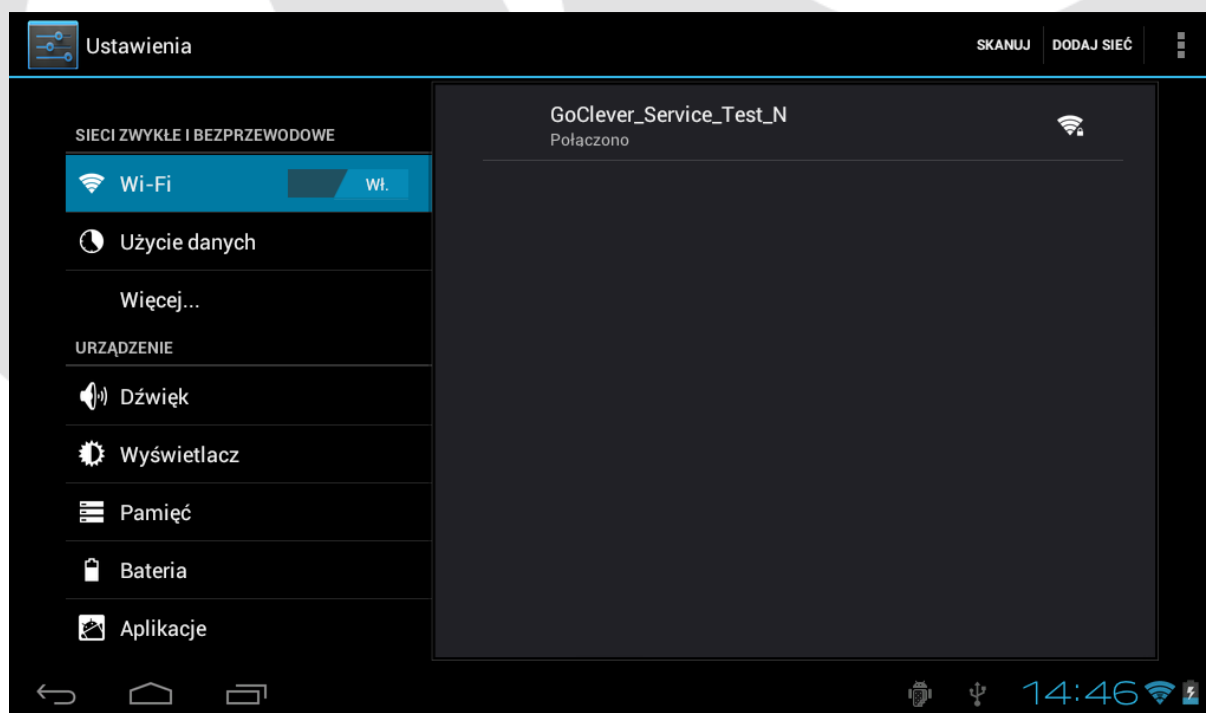 Ustawienia
SKANUJ
DODAJ SIEĆ
SIECI ZWYKŁE I BEZPRZEWODOWE
Wi-Fi
Wł.
Użycie danych
Więcej...
URZĄDZENIE
Dźwięk
Wyświetlacz
Pamięć
Bateria
Aplikacje
GoClever_Service_Test_N
Połączono
14:46